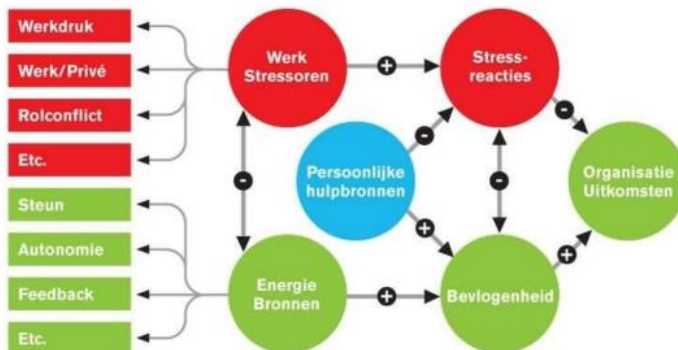 Werkdruk
Werk/Privé
Rolconflict
Etc.
Steun
Autonomie
Feedback
Etc.
Werk
Stressoren
+
Stress-
reacties
-
-
Persoonlijke
hulpbronnen
-
+
-
Organisatie
Uitkomsten
+
Energie
Bronnen
+
Bevlogenheid